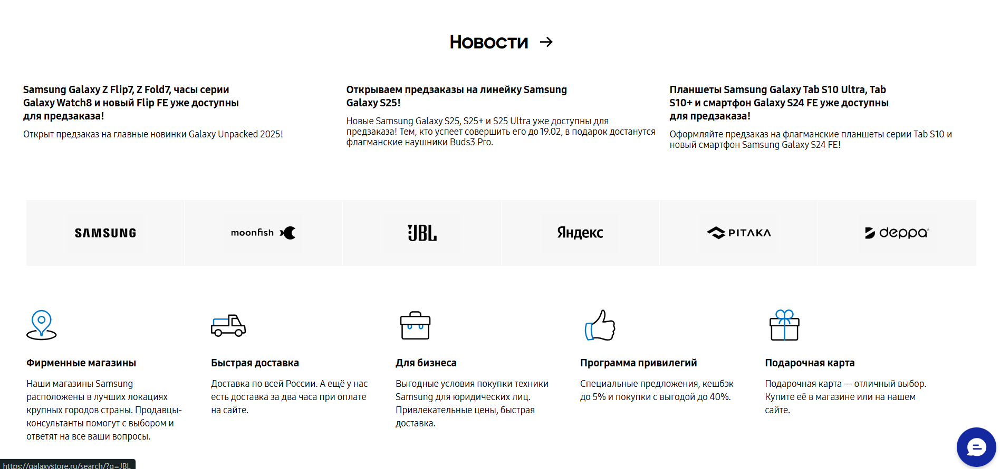 Новости →
Samsung Galaxy Z Flip7, Z Fold7, часы серии
Galaxy Watch8 и новый Flip FE уже доступны
для предзаказа!
Открыт предзаказ на главные новинки Galaxy Unpacked 2025!
Открываем предзаказы на линейку Samsung
Galaxy S25!
Новые Samsung Galaxy S25, S25+ и S25 Ultra уже доступны для
предзаказа! Тем, кто успеет совершить его до 19.02, в подарок достанутся
флагманские наушники Buds3 Pro.
Планшеты Samsung Galaxy Tab S10 Ultra, Tab
S10+ и смартфон Galaxy S24 FE уже доступны
для предзаказа!
Оформляйте предзаказ на флагманские планшеты серии Tab S10 и
новый смартфон Samsung Galaxy S24 FE!
SAMSUNG
moonfish
JBL
Яндекс
PITAKA
deppa®
Фирменные магазины
Наши магазины Samsung
расположены в лучших локациях
крупных городов страны. Продавцы-
консультанты помогут с выбором и
ответят на все ваши вопросы.
Быстрая доставка
Доставка по всей России. А ещё у нас
есть доставка за два часа при оплате
на сайте.
Для бизнеса
Выгодные условия покупки техники
Samsung для юридических лиц.
Привлекательные цены, быстрая
доставка.
Программа привилегий
Специальные предложения, кешбэк
до 5% и покупки с выгодой до 40%.
Подарочная карта
Подарочная карта — отличный выбор.
Купите её в магазине или на нашем
сайте.
https://galaxystore.ru/search/?q=JBL